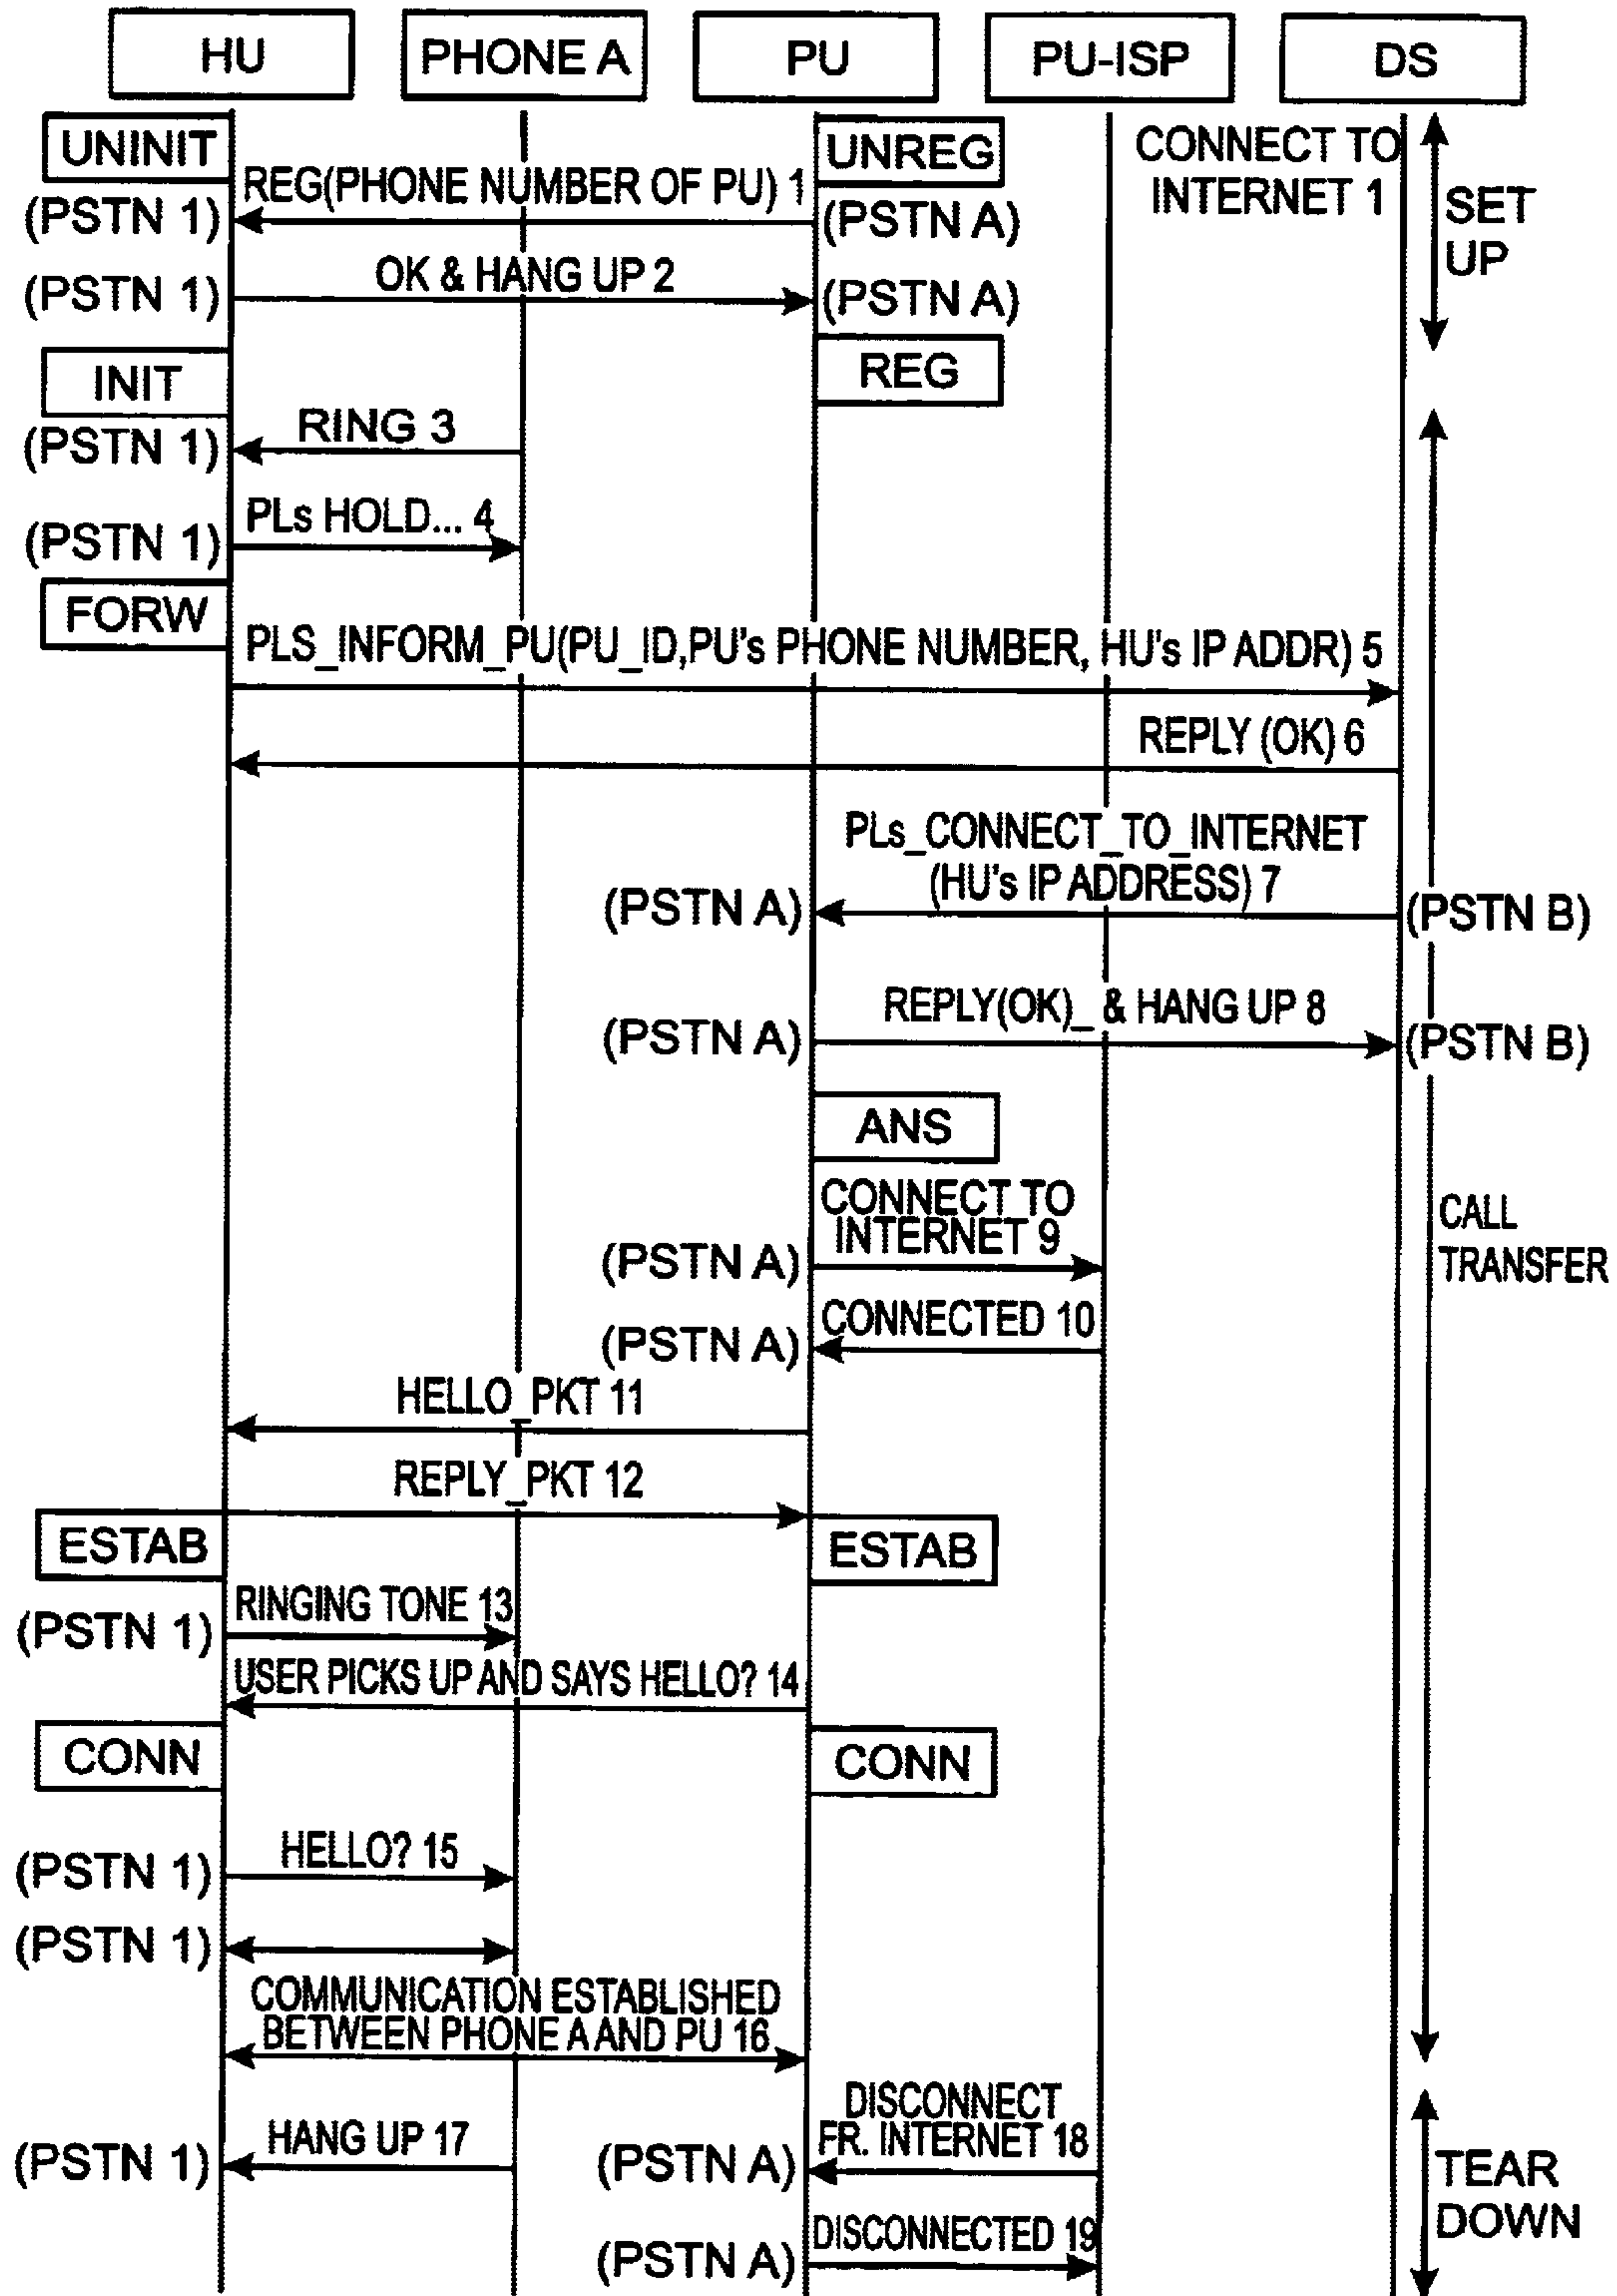 HU
PHONE A
PU
PU-ISP
DS
UNINIT
UNREG
CONNECT TO
INTERNET 1
SET
UP
REG(PHONE NUMBER OF PU) 1
(PSTN 1)
(PSTN A)
OK & HANG UP 2
(PSTN 1)
(PSTN A)
INIT
REG
RING 3
(PSTN 1)
PLs HOLD... 4
(PSTN 1)
FORW
PLS_INFORM_PU(PU_ID,PU's PHONE NUMBER, HU's IP ADDR) 5
REPLY (OK) 6
PLs_CONNECT_TO_INTERNET
(HU's IP ADDRESS) 7
(PSTN A)
(PSTN B)
REPLY(OK)_ & HANG UP 8
(PSTN A)
(PSTN B)
ANS
CONNECT TO
INTERNET 9
(PSTN A)
CALL
TRANSFER
CONNECTED 10
(PSTN A)
HELLO_PKT 11
REPLY_PKT 12
ESTAB
ESTAB
RINGING TONE 13
(PSTN 1)
USER PICKS UP AND SAYS HELLO? 14
CONN
CONN
HELLO? 15
(PSTN 1)
(PSTN 1)
COMMUNICATION ESTABLISHED
BETWEEN PHONE A AND PU 16
HANG UP 17
(PSTN 1)
DISCONNECT
FR. INTERNET 18
(PSTN A)
TEAR
DOWN
DISCONNECTED 19
(PSTN A)